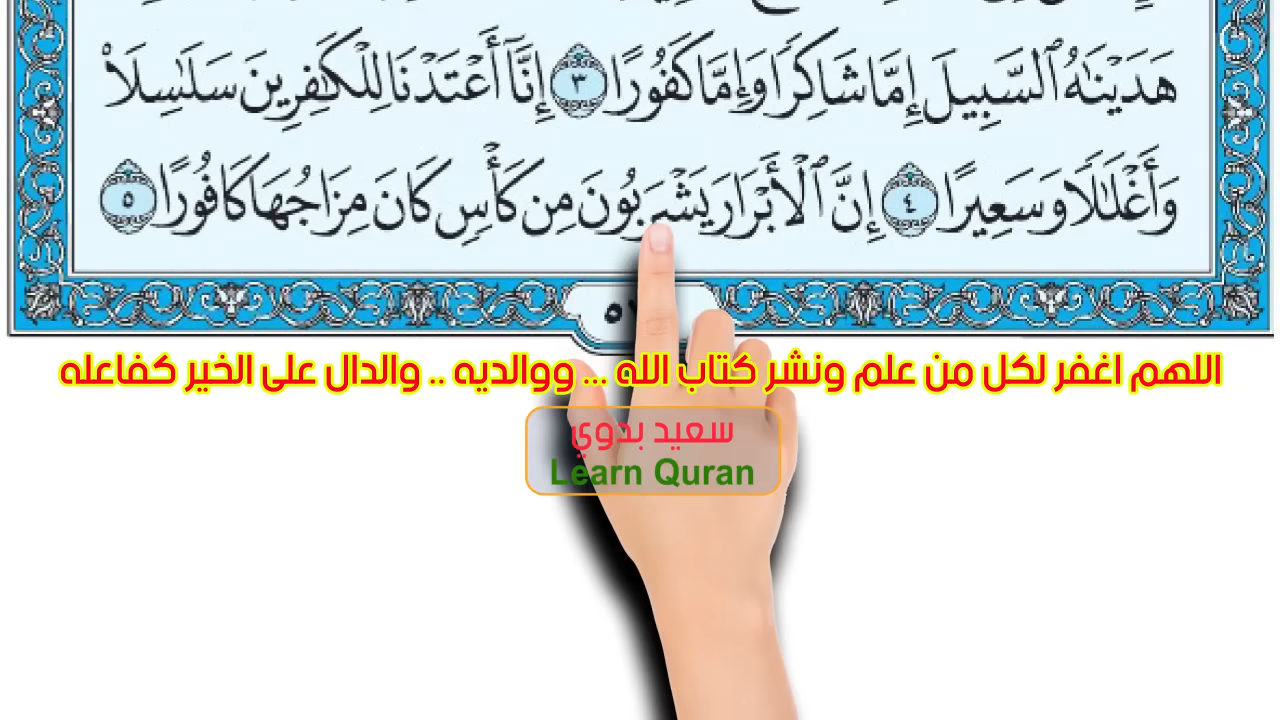 هَدَيْنَٰهُ ٱلسَّبِيلَ إِمَّا شَاكِرًا وَإِمَّا كَفُورًا ٣ إِنَّآ أَعْتَدْنَا لِلْكَٰفِرِينَ سَلَٰسِلَا۟
وَأَغْلَٰلًا وَسَعِيرًا ٤ إِنَّ ٱلْأَبْرَارَ يَشْرَبُونَ مِن كَأْسٍ كَانَ مِزَاجُهَا كَافُورًا ٥
اللهم اغفر لكل من علم ونشر كتاب الله ... ووالديه .. والدال على الخير كفاعله
سعيد بدوي
Learn Quran